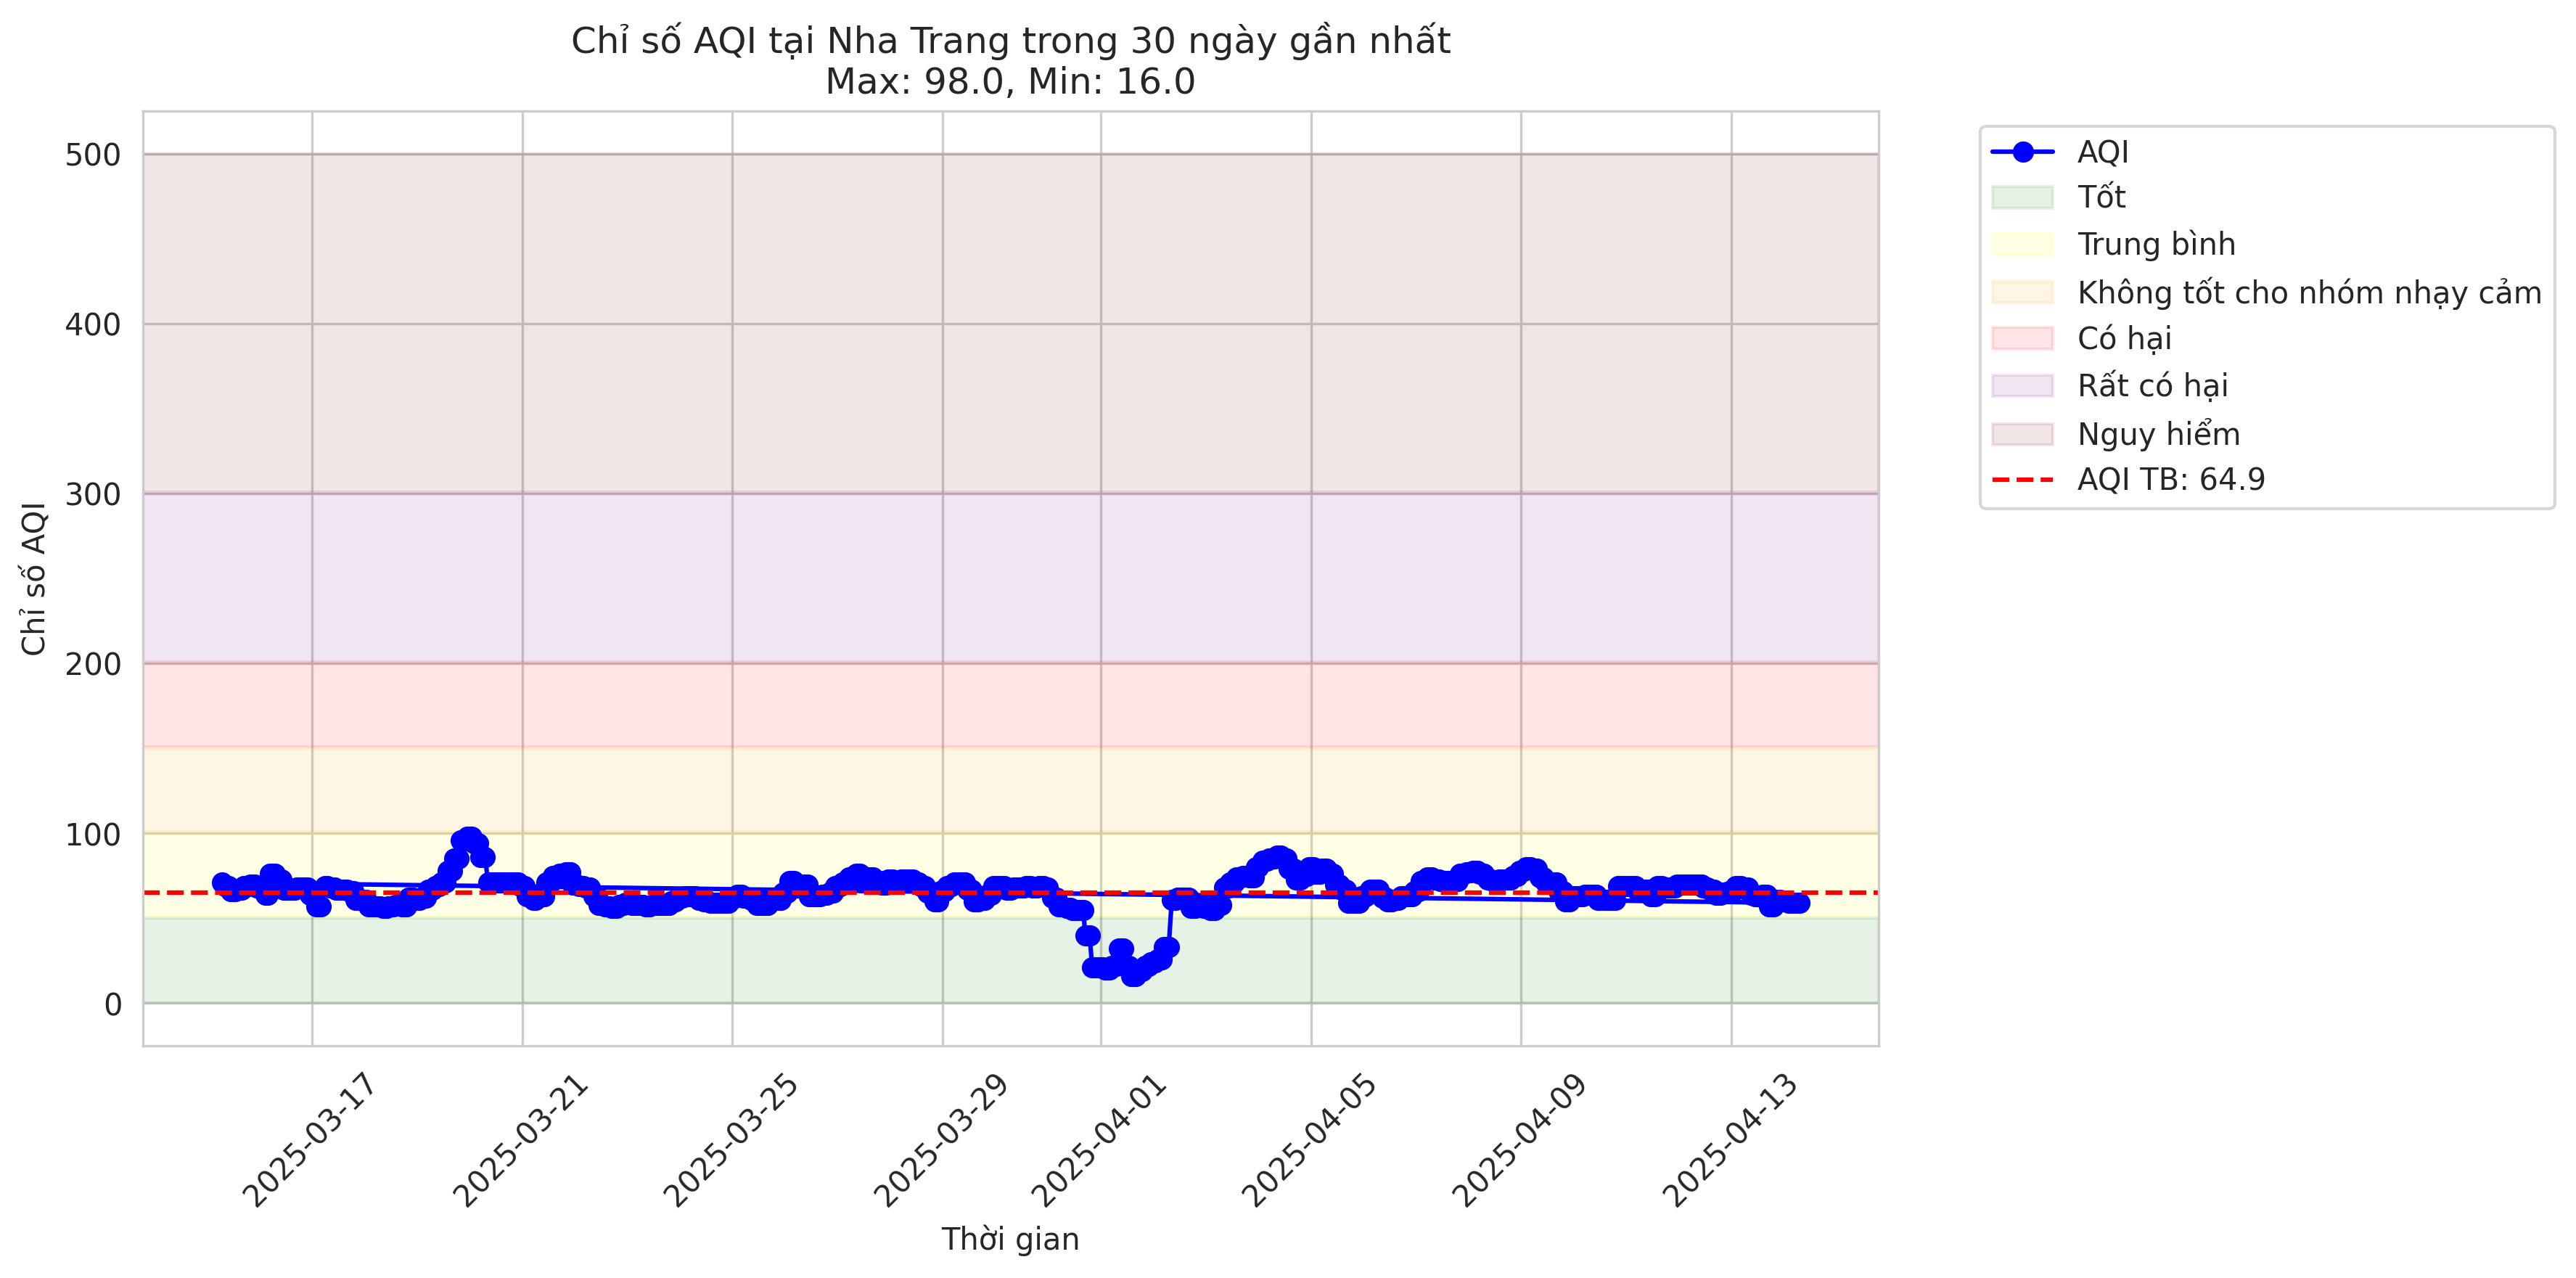 Chỉ số AQI tại Nha Trang trong 30 ngày gần nhất
Max: 98.0, Min: 16.0
Chỉ số AQI
500
400
300
200
100
0
2025-03-17
2025-03-21
2025-03-25
2025-03-29
2025-04-01
2025-04-05
2025-04-09
2025-04-13
Thời gian
AQI
Tốt
Trung bình
Không tốt cho nhóm nhạy cảm
Có hại
Rất có hại
Nguy hiểm
AQI TB: 64.9